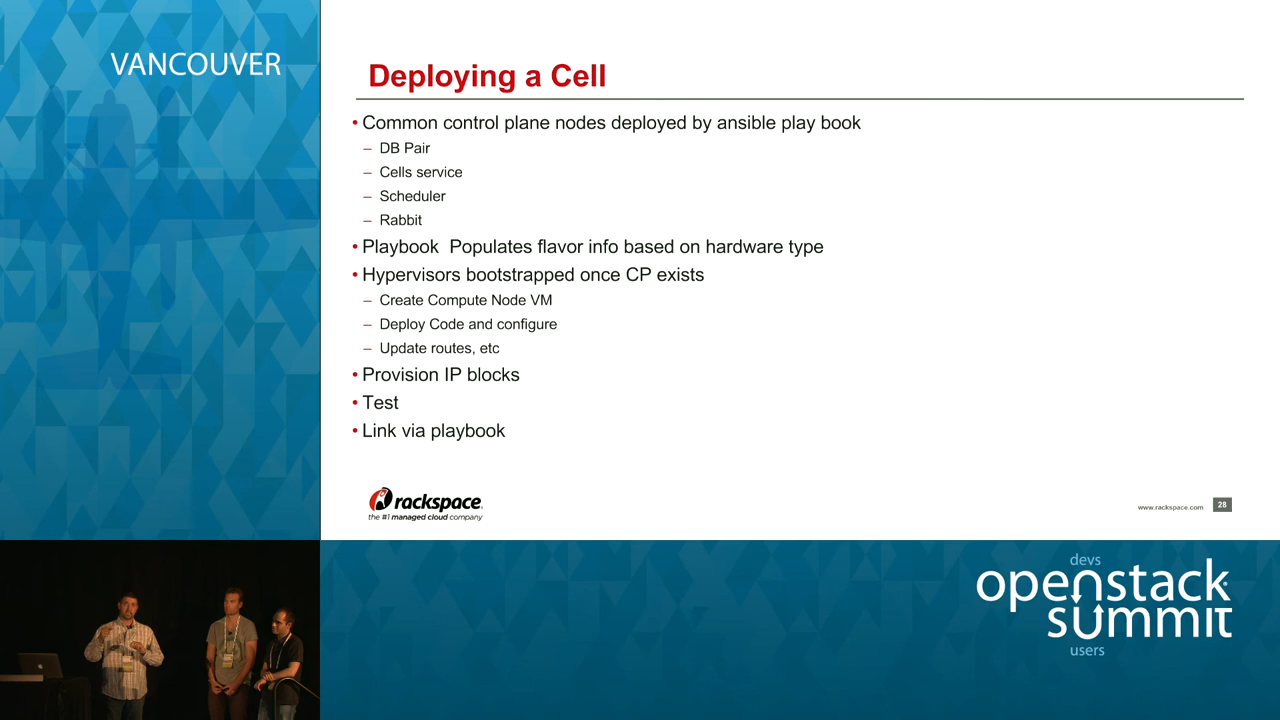 VANCOUVER
Deploying a Cell
• Common control plane nodes deployed by ansible play book
– DB Pair
– Cells service
– Scheduler
– Rabbit
• Playbook  Populates flavor info based on hardware type
• Hypervisors bootstrapped once CP exists
– Create Compute Node VM
– Deploy Code and configure
– Update routes, etc
• Provision IP blocks
• Test
• Link via playbook
rackspace
the #1 managed cloud company
www.rackspace.com
28
devs
openstack
summit
users